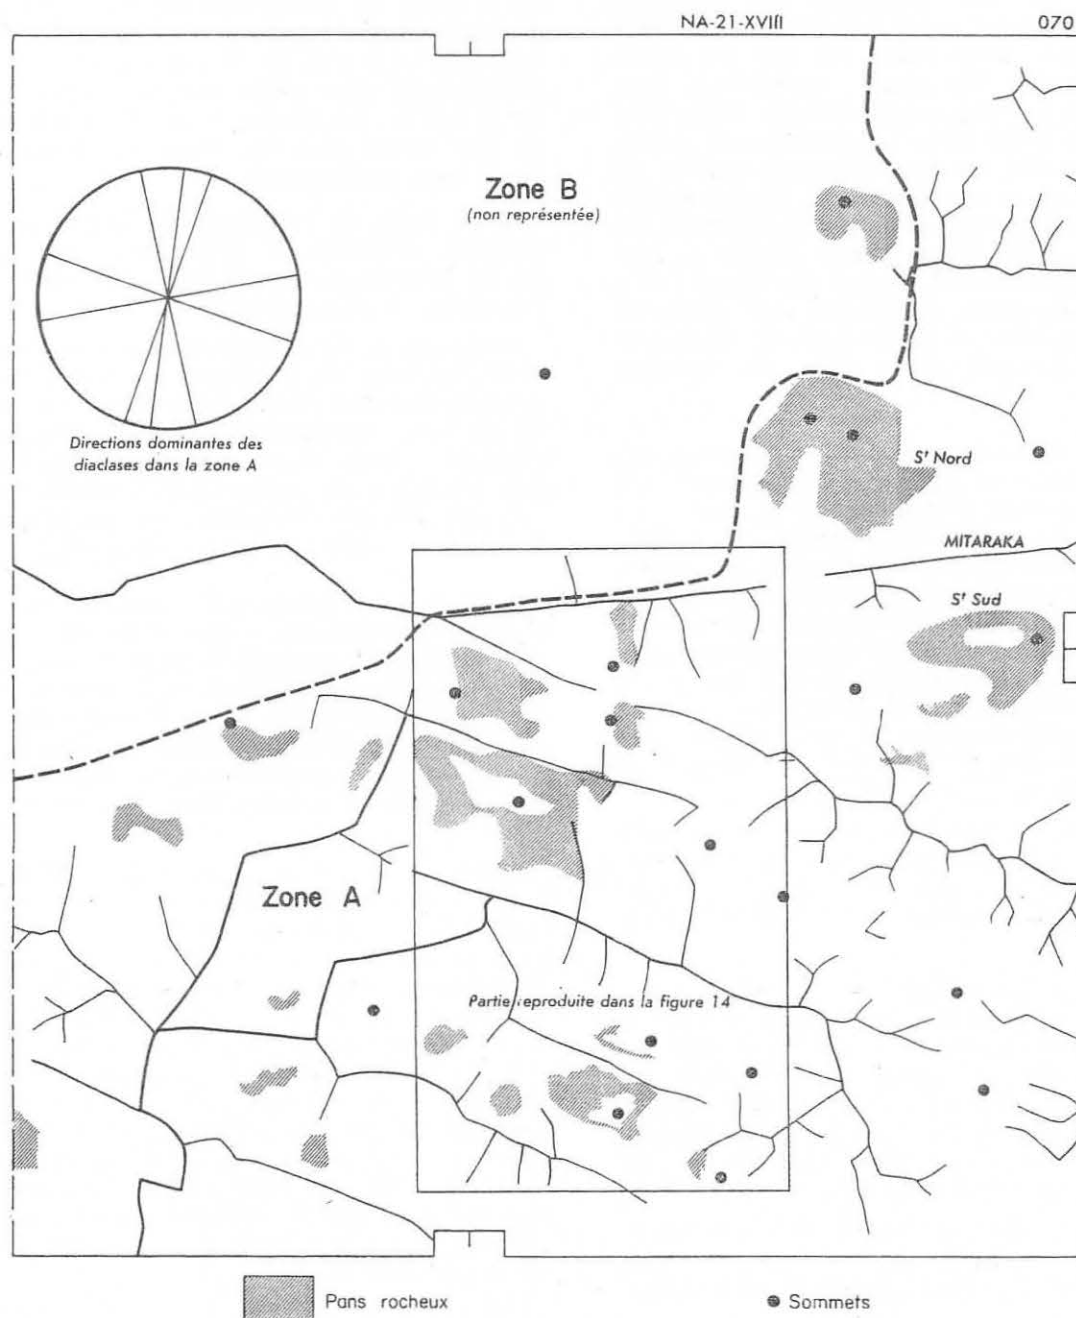 NA-21-XVIII 070
Zone B
(non représentée)
Directions dominantes des
diaclases dans la zone A
Sᵗ Nord
MITARAKA
Sᵗ Sud
Zone A
Partie reproduite dans la figure 14
Pans rocheux
Sommets